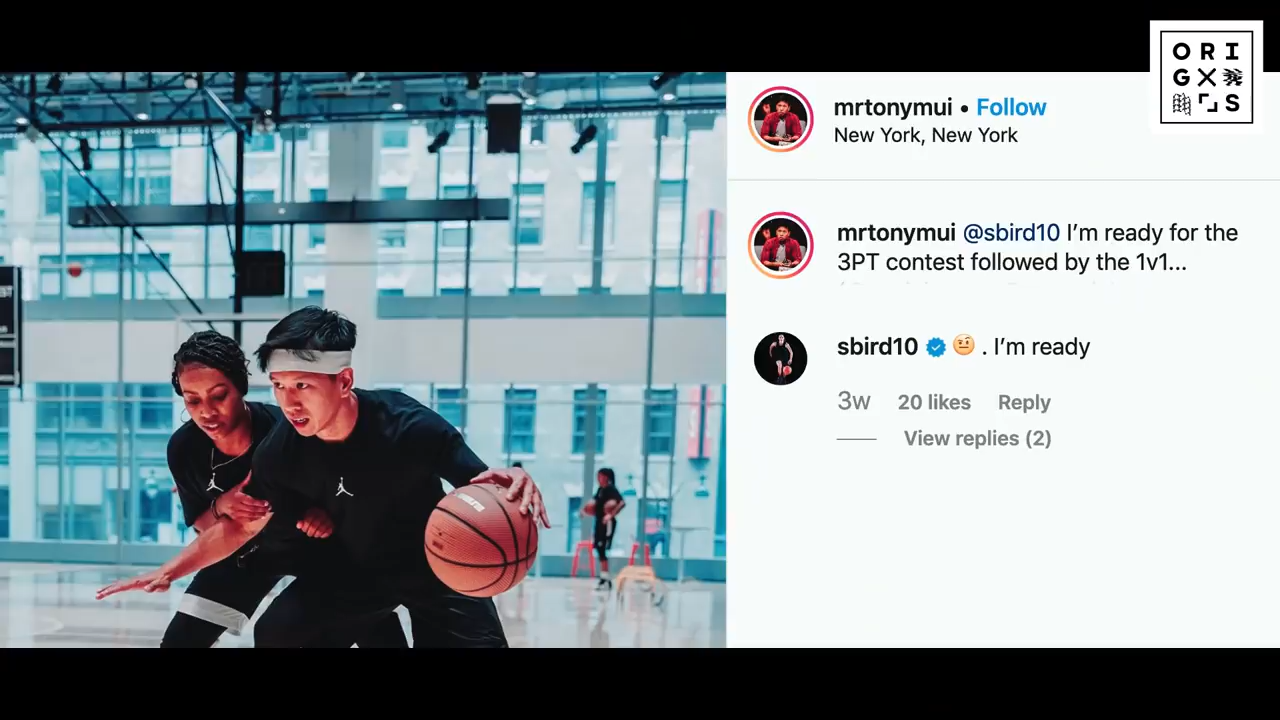 ORI
GX
S
mrtonymui • Follow
New York, New York
mrtonymui @sbird10 I’m ready for the
3PT contest followed by the 1v1...
sbird10 🤨 . I’m ready
3w 20 likes Reply
View replies (2)